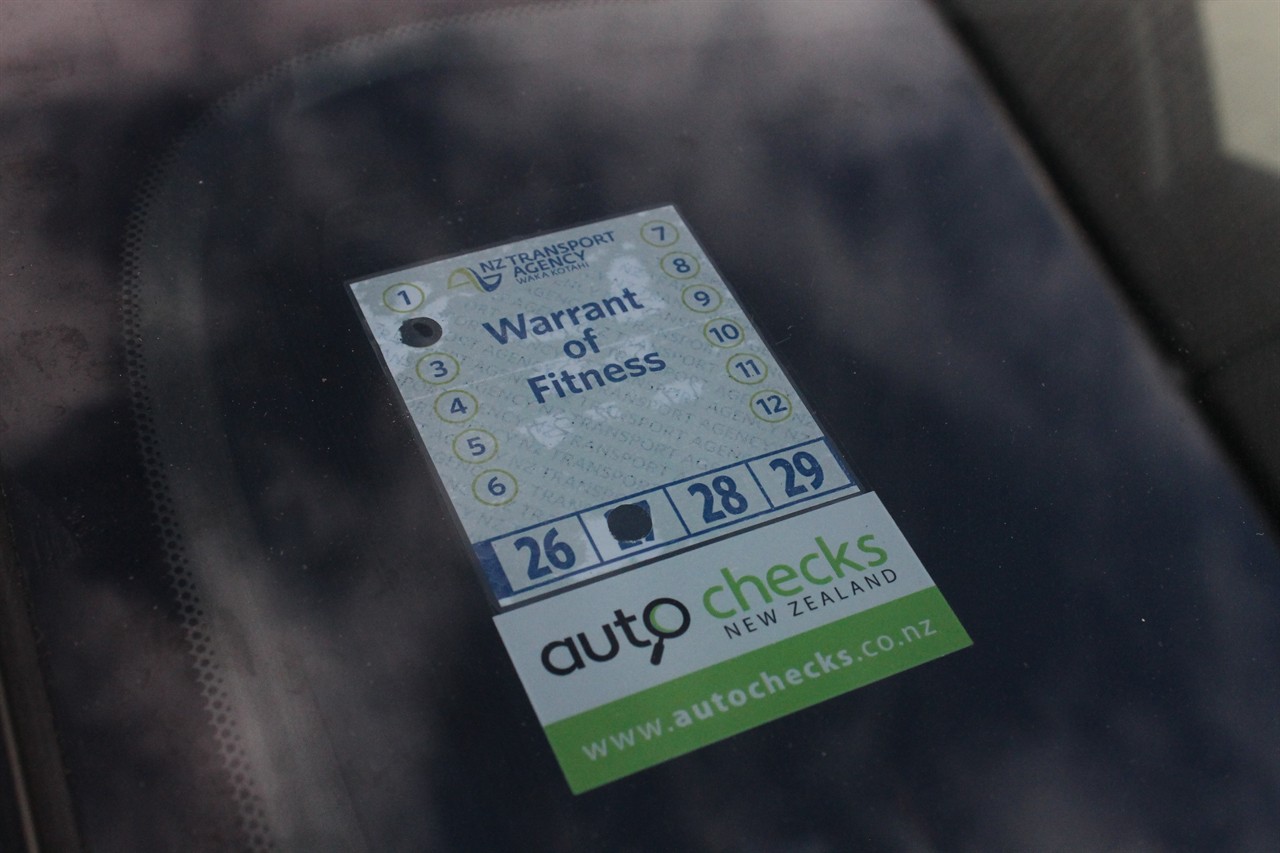 NZ TRANSPORT
AGENCY
WAKA KOTAHI
Warrant
of
Fitness
1
3
4
5
6
7
8
9
10
11
12
26 28 29
auto checks
NEW ZEALAND
www.autochecks.co.nz